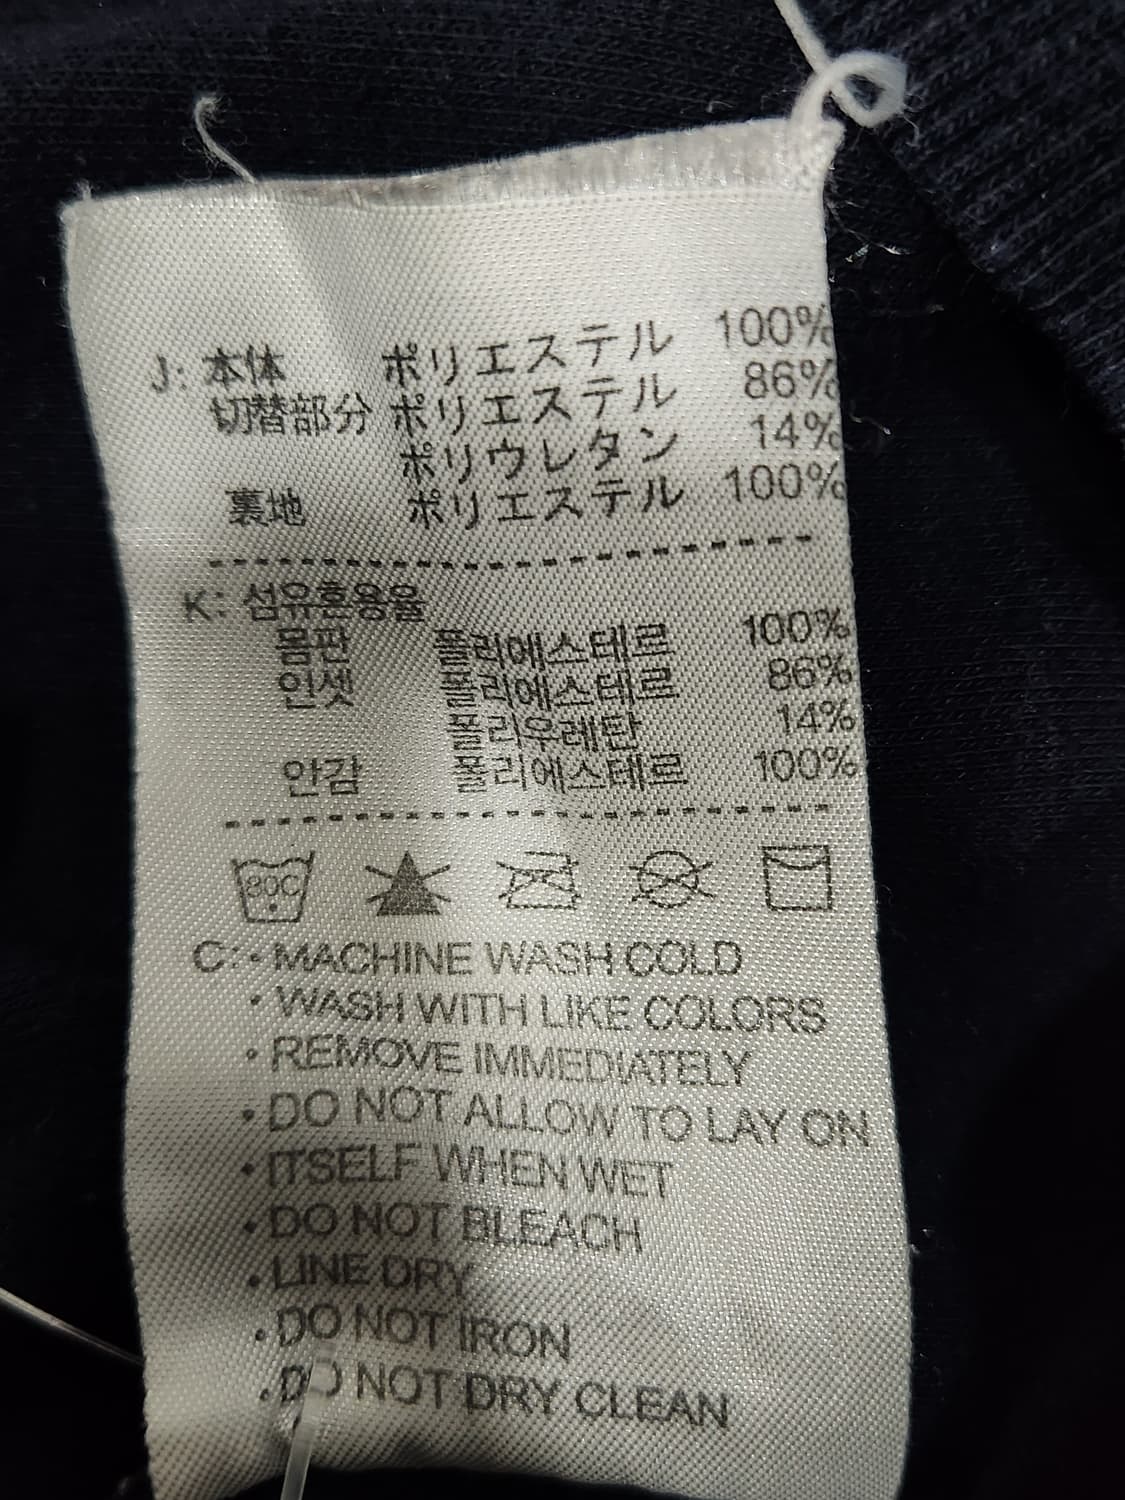 J: 本体 ポリエステル 100%
切替部分 ポリエステル 86%
ポリウレタン 14%
裏地 ポリエステル 100%
K: 섬유혼용율
몸판 폴리에스테르 100%
인셋 폴리에스테르 86%
폴리우레탄 14%
안감 폴리에스테르 100%
80C
C: • MACHINE WASH COLD
• WASH WITH LIKE COLORS
• REMOVE IMMEDIATELY
• DO NOT ALLOW TO LAY ON
• ITSELF WHEN WET
• DO NOT BLEACH
• LINE DRY
• DO NOT IRON
• DO NOT DRY CLEAN